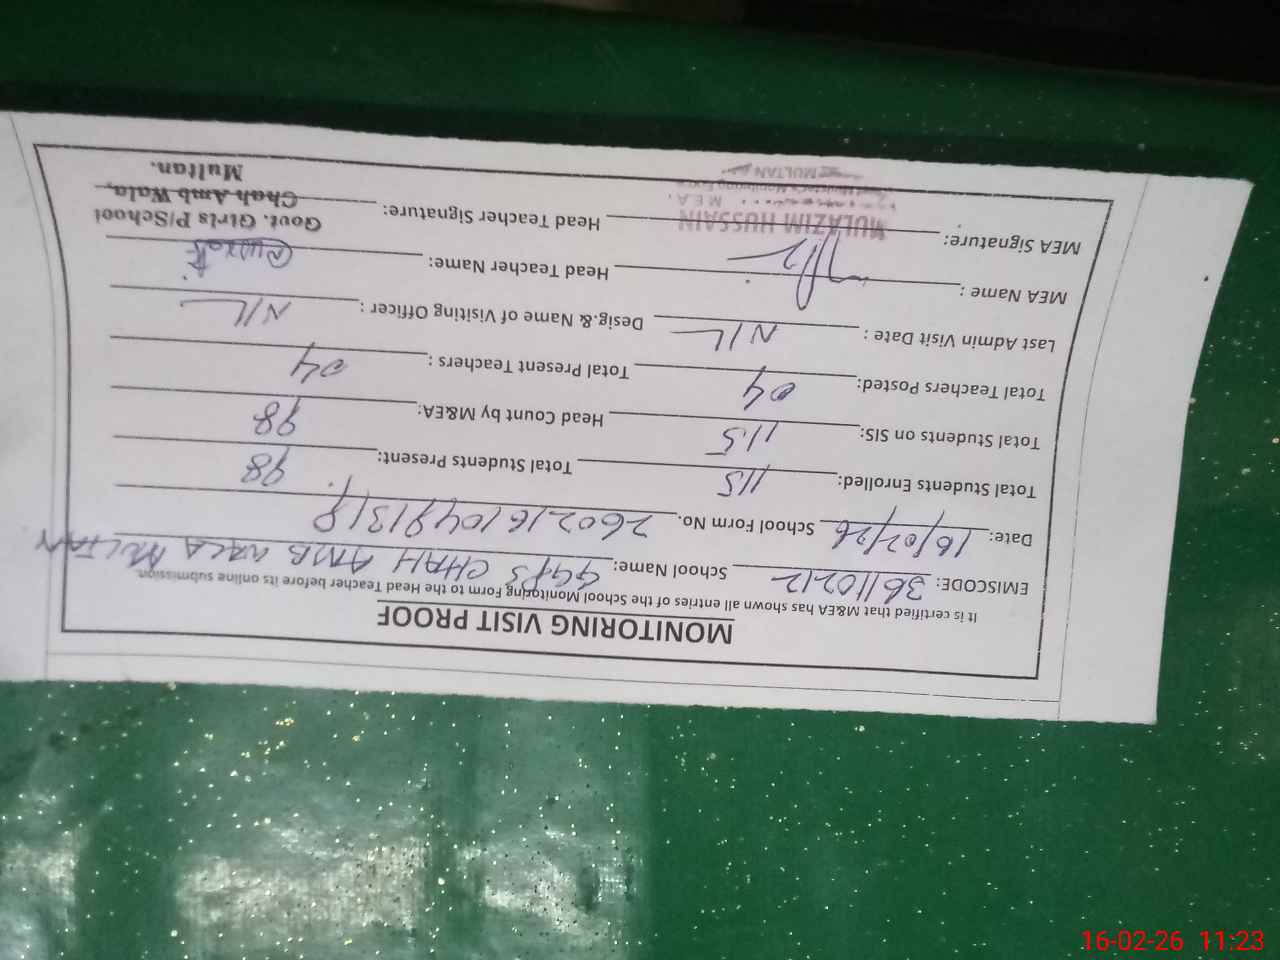 MONITORING VISIT PROOF
It is certified that M&EA has shown all entries of the School Monitoring Form to the Head Teacher before its online submission.
EMISCODE: 36110212 School Name: GGPS CHAH AMB WALA MULTAN
Date: 16/02/26 School Form No. 
Total Students Enrolled: 115 Total Students Present: 98
Total Students on SIS: 115 Head Count by M&EA: 98
Total Teachers Posted: 04 Total Present Teachers : 04
Last Admin Visit Date : NIL Desig.& Name of Visiting Officer : NIL
MEA Name : Head Teacher Name:
MEA Signature: Head Teacher Signature:
MULAZIM HUSSAIN
M.E.A.
MULTAN
Govt. Girls P/School
Chah Amb Wala,
Multan.
16-02-26 11:23